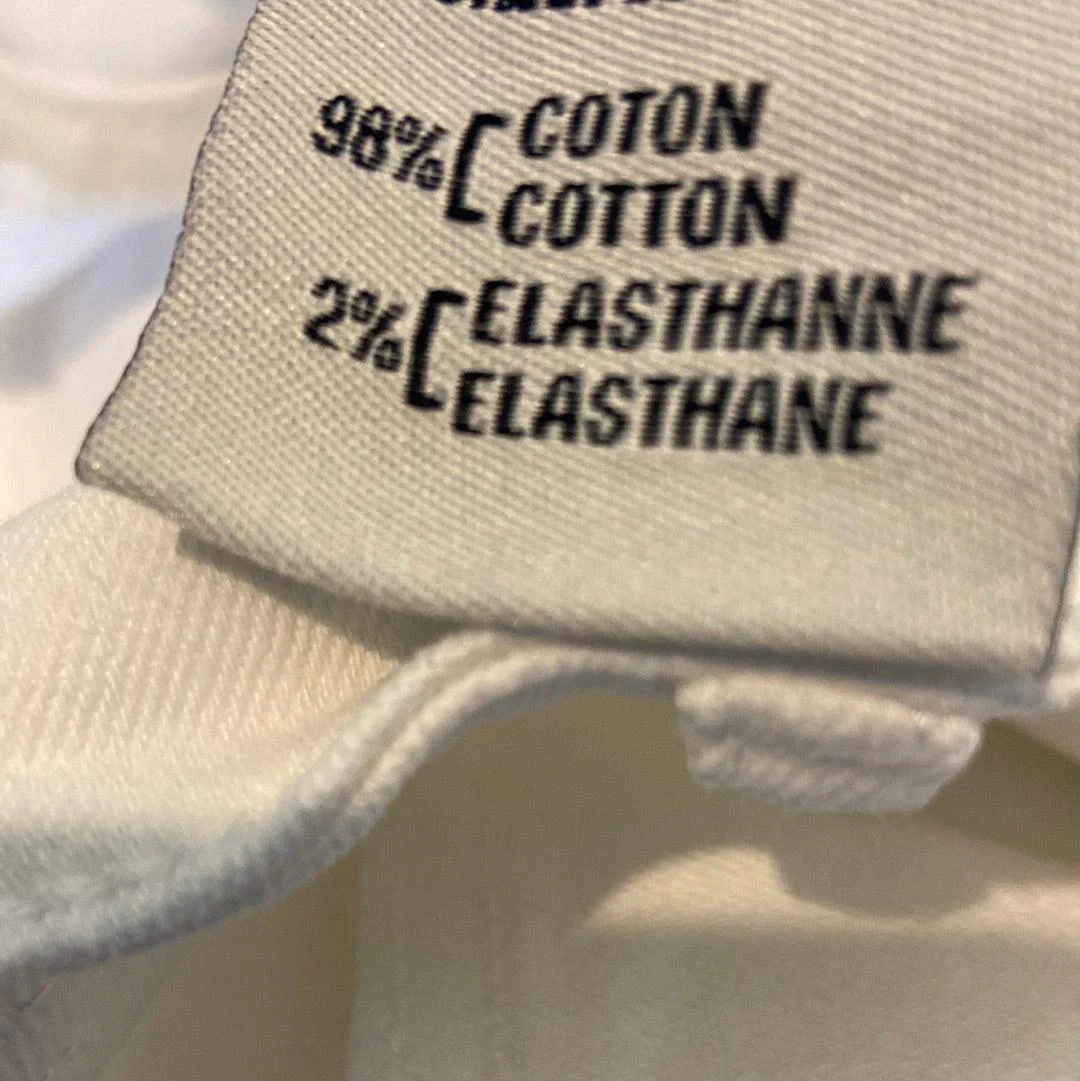 98% [ COTON
COTTON
2% [ ELASTHANNE
ELASTHANE